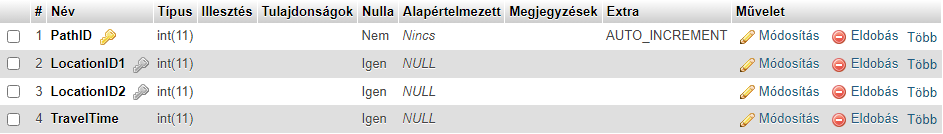 # Név Típus Illesztés Tulajdonságok Nulla Alapértelmezett Megjegyzések Extra Művelet
1 PathID int(11) Nem Nincs AUTO_INCREMENT Módosítás Eldobás Több
2 LocationID1 int(11) Igen NULL Módosítás Eldobás Több
3 LocationID2 int(11) Igen NULL Módosítás Eldobás Több
4 TravelTime int(11) Igen NULL Módosítás Eldobás Több